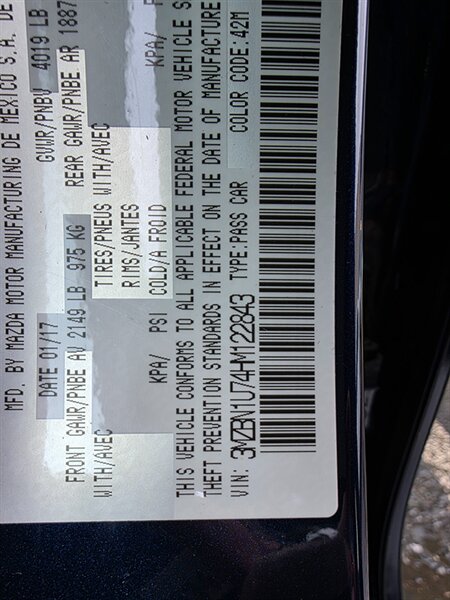 MFD. BY MAZDA MOTOR MANUFACTURING DE MEXICO S.A. DE
DATE 01/17 GVWR/PNBV 4019 LB
FRONT GAWR/PNBE AV 2149 LB 975 KG REAR GAWR/PNBE AR 1887
WITH/AVEC TIRES/PNEUS WITH/AVEC
RIMS/JANTES
KPA/ PSI COLD/A FROID KPA/
THIS VEHICLE CONFORMS TO ALL APPLICABLE FEDERAL MOTOR VEHICLE S
THEFT PREVENTION STANDARDS IN EFFECT ON THE DATE OF MANUFACTURE
VIN: 3MZBN1U74HM122843 TYPE:PASS CAR COLOR CODE:42M